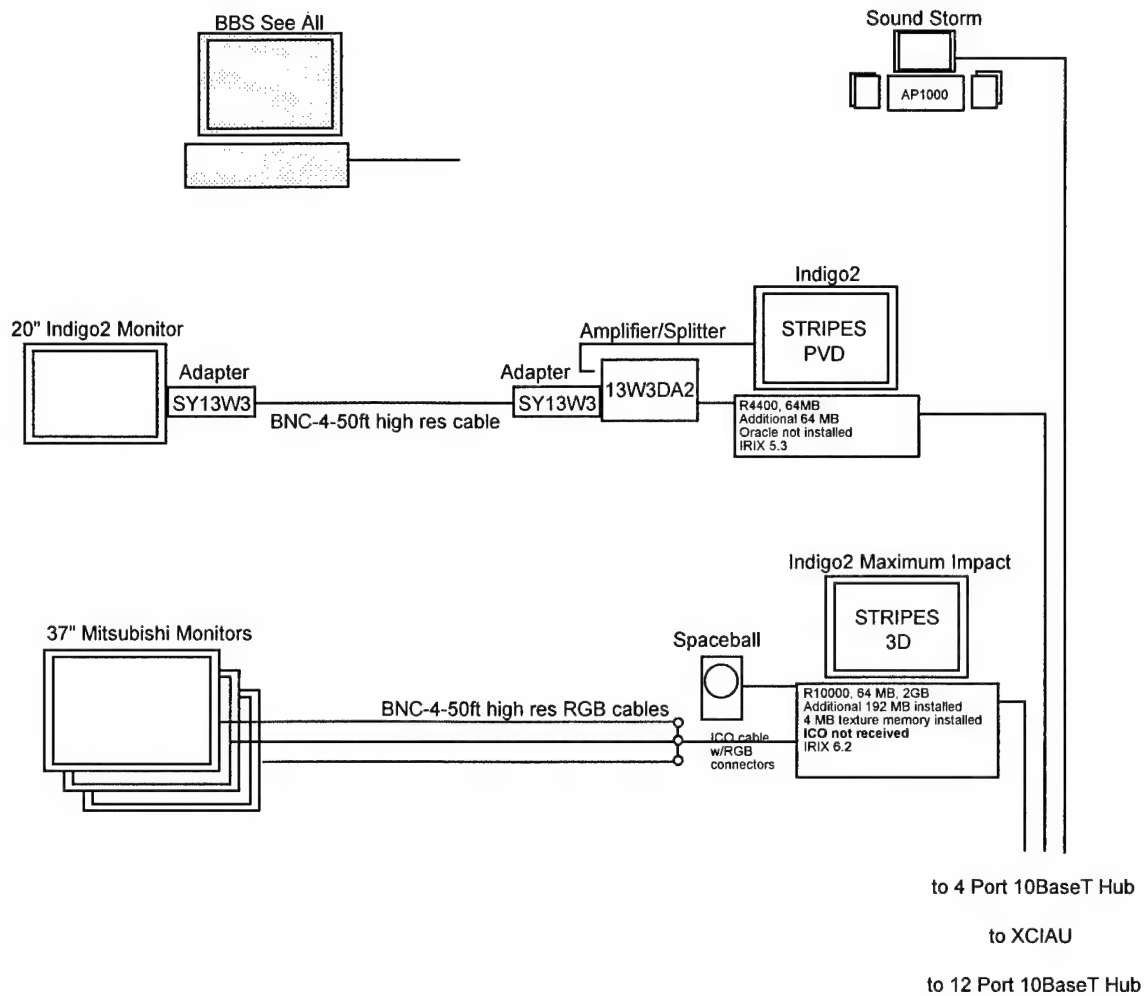 BBS See All
Sound Storm
AP1000
Indigo2
STRIPES
PVD
20" Indigo2 Monitor
Amplifier/Splitter
Adapter
SY13W3
BNC-4-50ft high res cable
Adapter
SY13W3
13W3DA2
R4400, 64MB
Additional 64 MB
Oracle not installed
IRIX 5.3
Indigo2 Maximum Impact
STRIPES
3D
37" Mitsubishi Monitors
Spaceball
BNC-4-50ft high res RGB cables
ICO cable
w/RGB
connectors
R10000, 64 MB, 2GB
Additional 192 MB installed
4 MB texture memory installed
ICO not received
IRIX 6.2
to 4 Port 10BaseT Hub
to XCIAU
to 12 Port 10BaseT Hub